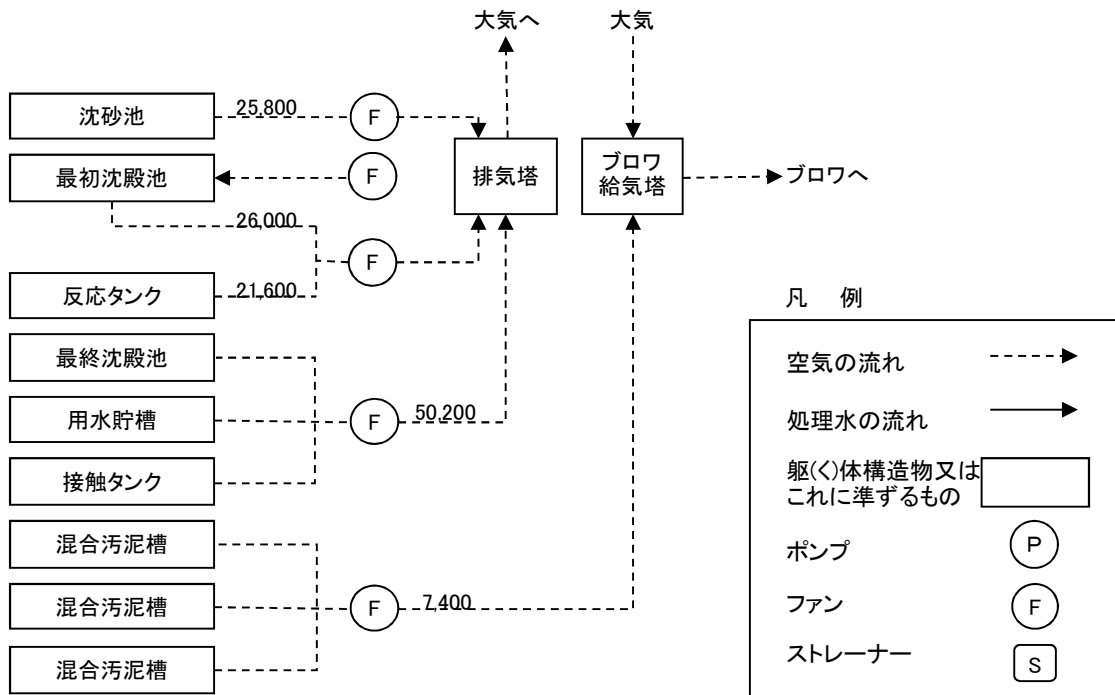 大気へ
大気
沈砂池
25,800
F
最初沈殿池
F
排気塔
ブロワ
給気塔
ブロワへ
26,000
F
反応タンク
21,600
最終沈殿池
用水貯槽
F
50,200
接触タンク
混合汚泥槽
混合汚泥槽
F
7,400
混合汚泥槽
凡 例
空気の流れ
処理水の流れ
躯(く)体構造物又は
これに準ずるもの
ポンプ
P
ファン
F
ストレーナー
S